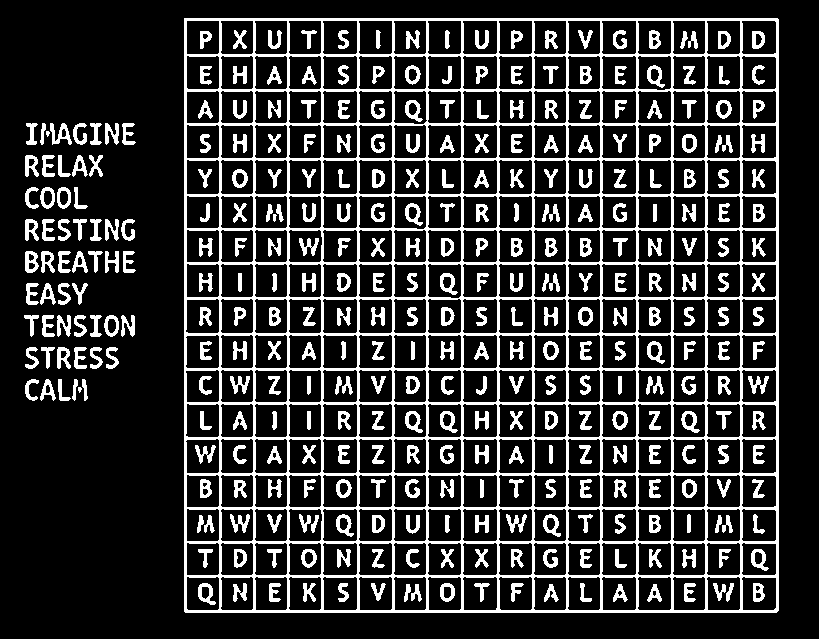 IMAGINE
RELAX
COOL
RESTING
BREATHE
EASY
TENSION
STRESS
CALM
P X U T S I N I U P R V G B M D D
E H A A S P O J P E T B E Q Z L C
A U N T E G Q T L H R Z F A T O P
S H X F N G U A X E A A Y P O M H
Y O Y Y L D X L A K Y U Z L B S K
J X M U U G Q T R I M A G I N E B
H F N W F X H D P B B B T N V S K
H I J H D E S Q F U M Y E R N S X
R P B Z N H S D S L H O N B S S S
E H X A J Z I H A H O E S Q F E F
C W Z I M V D C J V S S I M G R W
L A J I R Z Q Q H X D Z O Z Q T R
W C A X E Z R G H A I Z N E C S E
B R H F O T G N I T S E R E O V Z
M W V W Q D U I H W Q T S B I M L
T D T O N Z C X X R G E L K H F Q
Q N E K S V M O T F A L A A E W B